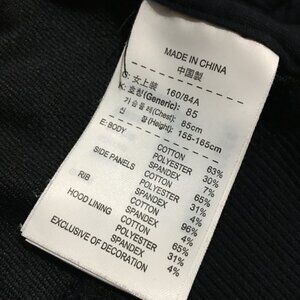 MADE IN CHINA
中国製
C: 女上装 160/84A
K: 호칭(Generic): 85
가슴둘레(Chest): 85cm
신 장(Height): 155-165cm
E: BODY COTTON 63%
POLYESTER 30%
SPANDEX 7%
SIDE PANELS COTTON 65%
POLYESTER 31%
SPANDEX 4%
RIB COTTON 96%
SPANDEX 4%
HOOD LINING COTTON 65%
POLYESTER 31%
SPANDEX 4%
EXCLUSIVE OF DECORATION